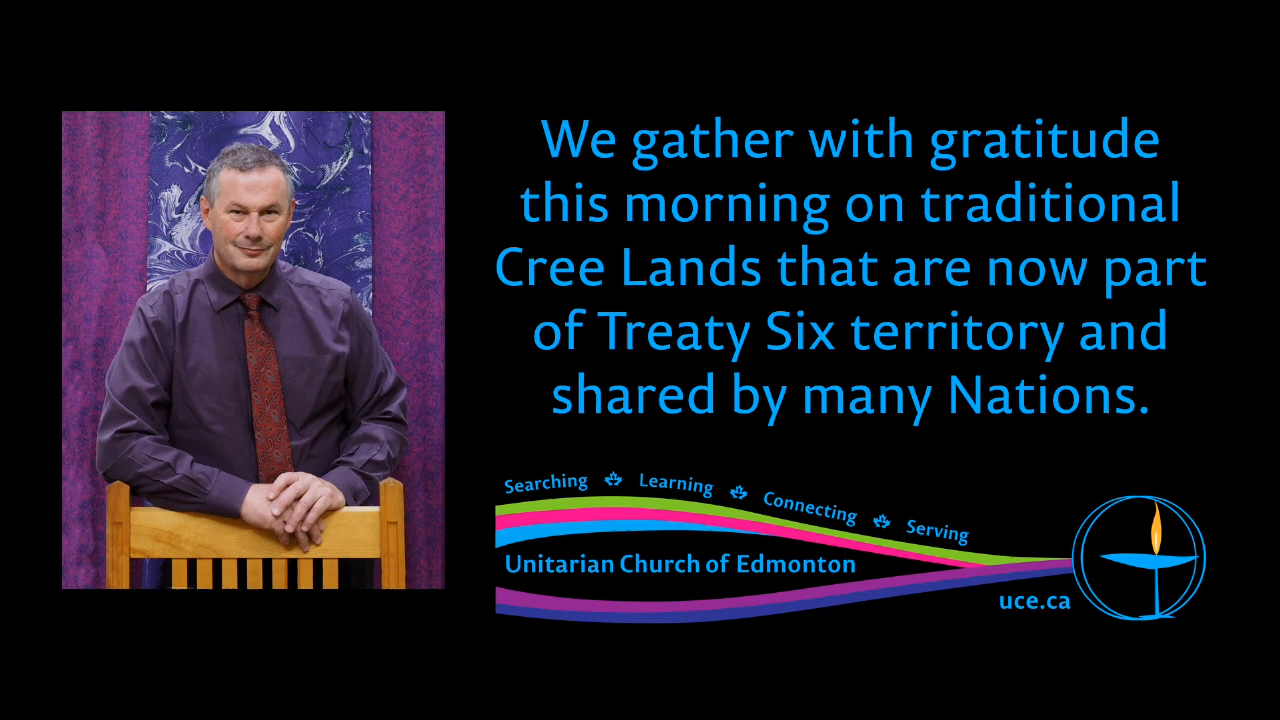 We gather with gratitude
this morning on traditional
Cree Lands that are now part
of Treaty Six territory and
shared by many Nations.
Searching Learning Connecting Serving
Unitarian Church of Edmonton
uce.ca